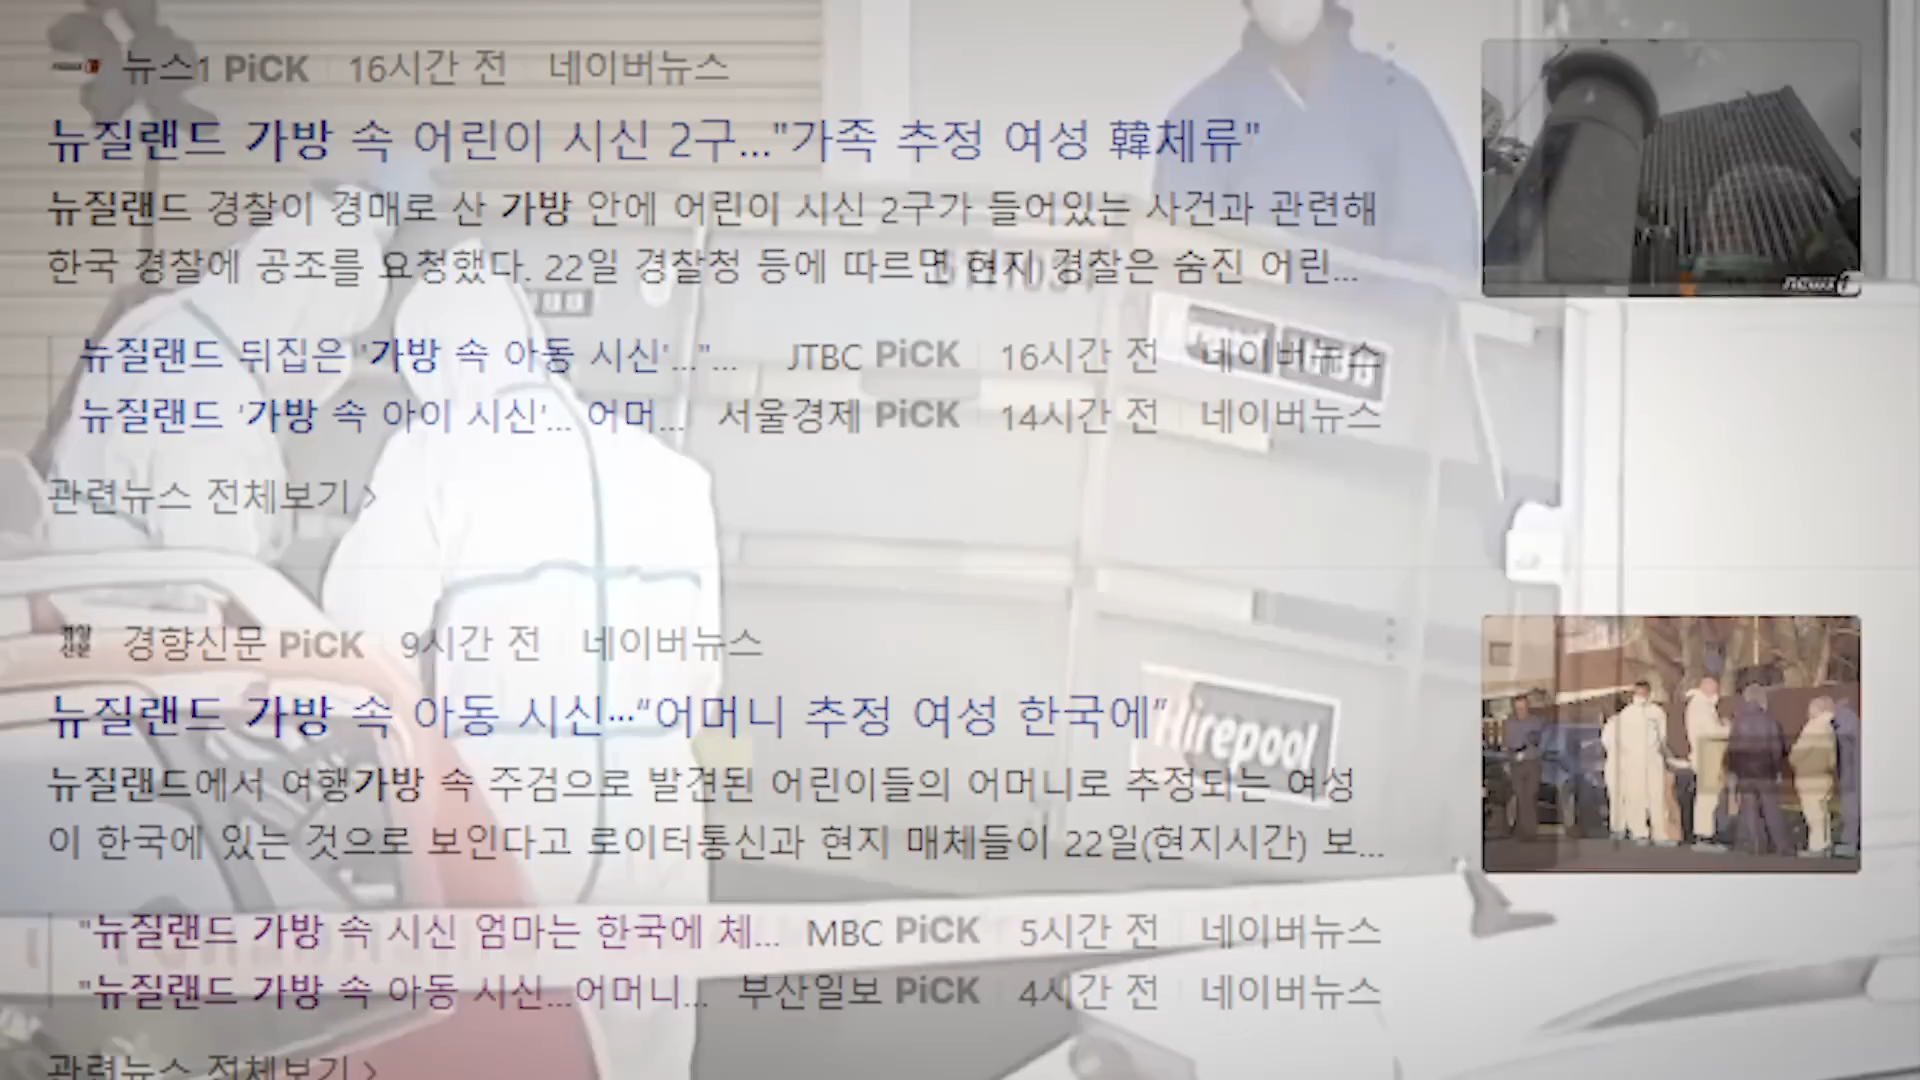 뉴스1 PiCK 16시간 전 네이버뉴스
뉴질랜드 가방 속 어린이 시신 2구..."가족 추정 여성 韓체류"
뉴질랜드 경찰이 경매로 산 가방 안에 어린이 시신 2구가 들어있는 사건과 관련해
한국 경찰에 공조를 요청했다. 22일 경찰청 등에 따르면 현지 경찰은 숨진 어린...
news1
뉴질랜드 뒤집은 '가방 속 아동 시신'..."... JTBC PiCK 16시간 전 네이버뉴스
뉴질랜드 '가방 속 아이 시신'... 어머... 서울경제 PiCK 14시간 전 네이버뉴스
관련뉴스 전체보기 >
경향신문 경향신문 PiCK 9시간 전 네이버뉴스
뉴질랜드 가방 속 아동 시신…“어머니 추정 여성 한국에”
Hirepool
뉴질랜드에서 여행가방 속 주검으로 발견된 어린이들의 어머니로 추정되는 여성
이 한국에 있는 것으로 보인다고 로이터통신과 현지 매체들이 22일(현지시간) 보...
"뉴질랜드 가방 속 시신 엄마는 한국에 체... MBC PiCK 5시간 전 네이버뉴스
"뉴질랜드 가방 속 아동 시신...어머니... 부산일보 PiCK 4시간 전 네이버뉴스
관련뉴스 전체보기 >